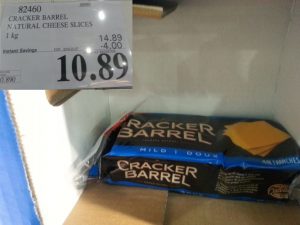 82460
CRACKER BARREL
NATURAL CHEESE SLICES
1 kg
14.89
Instant Savings
-4.00
10.89
CRACKER
BARREL
MILD | DOUX
CRACKER
BARREL